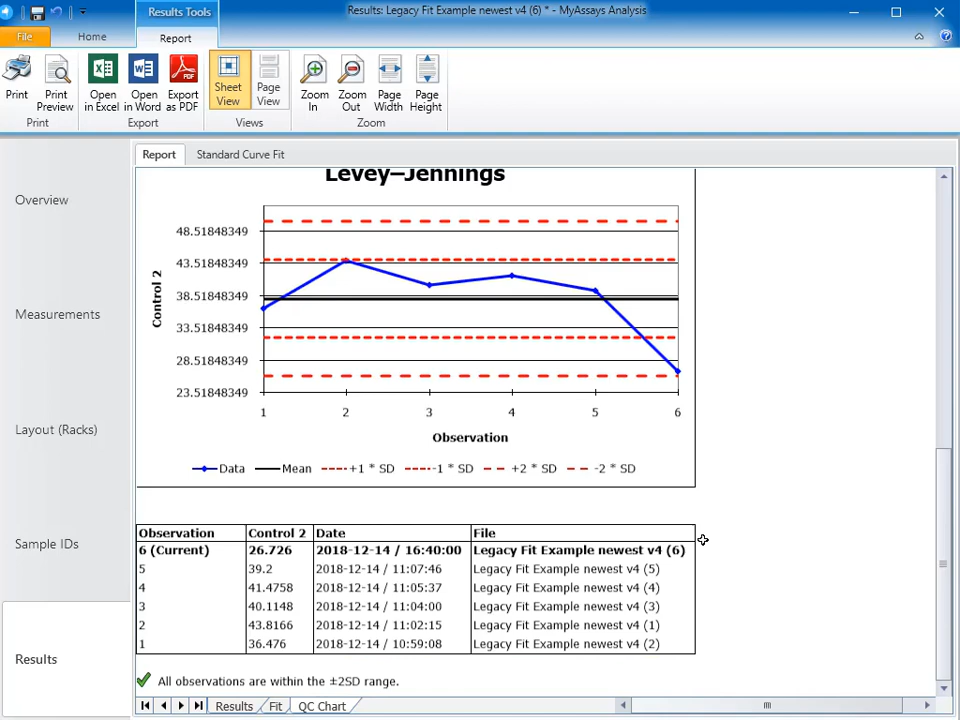 Results Tools
Results: Legacy Fit Example newest v4 (6) * - MyAssays Analysis
File
Home
Report
Print
Print Preview
Open in Excel
Open in Word
Export as PDF
Sheet View
Page View
Zoom In
Zoom Out
Page Width
Page Height
Print
Export
Views
Zoom
Report
Standard Curve Fit
Overview
Measurements
Layout (Racks)
Sample IDs
Results
Levey–Jennings
Control 2
48.51848349
43.51848349
38.51848349
33.51848349
28.51848349
23.51848349
1 2 3 4 5 6
Observation
Data Mean +1 * SD -1 * SD +2 * SD -2 * SD
Observation Control 2 Date File
6 (Current) 26.726 2018-12-14 / 16:40:00 Legacy Fit Example newest v4 (6)
5 39.2 2018-12-14 / 11:07:46 Legacy Fit Example newest v4 (5)
4 41.4758 2018-12-14 / 11:05:37 Legacy Fit Example newest v4 (4)
3 40.1148 2018-12-14 / 11:04:00 Legacy Fit Example newest v4 (3)
2 43.8166 2018-12-14 / 11:02:15 Legacy Fit Example newest v4 (1)
1 36.476 2018-12-14 / 10:59:08 Legacy Fit Example newest v4 (2)
All observations are within the ±2SD range.
Results Fit QC Chart